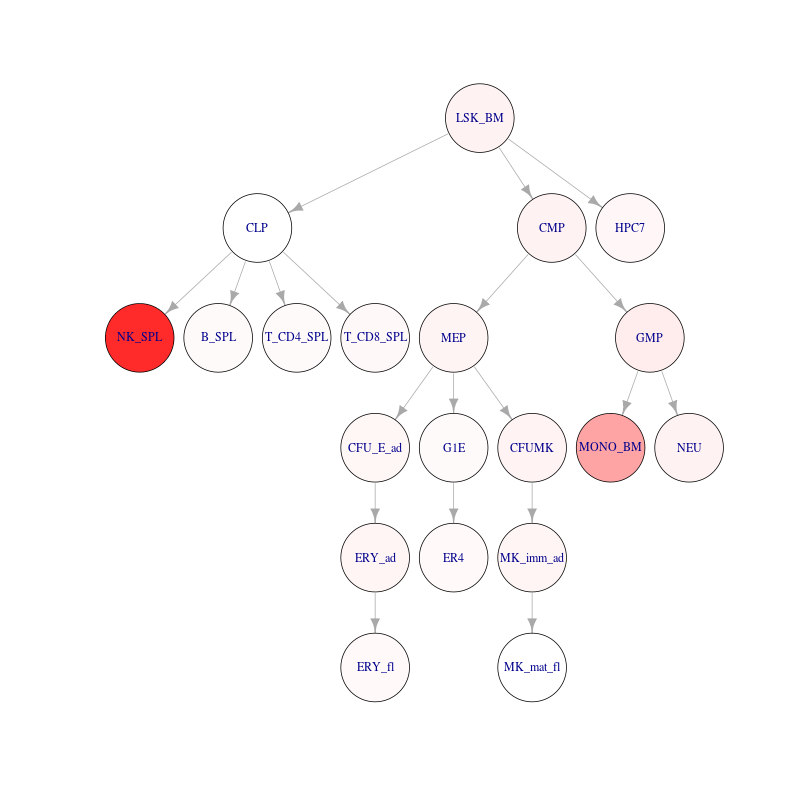 LSK_BM
CLP
CMP
HPC7
NK_SPL
B_SPL
T_CD4_SPL
T_CD8_SPL
MEP
GMP
CFU_E_ad
G1E
CFUMK
MONO_BM
NEU
ERY_ad
ER4
MK_imm_ad
ERY_fl
MK_mat_fl